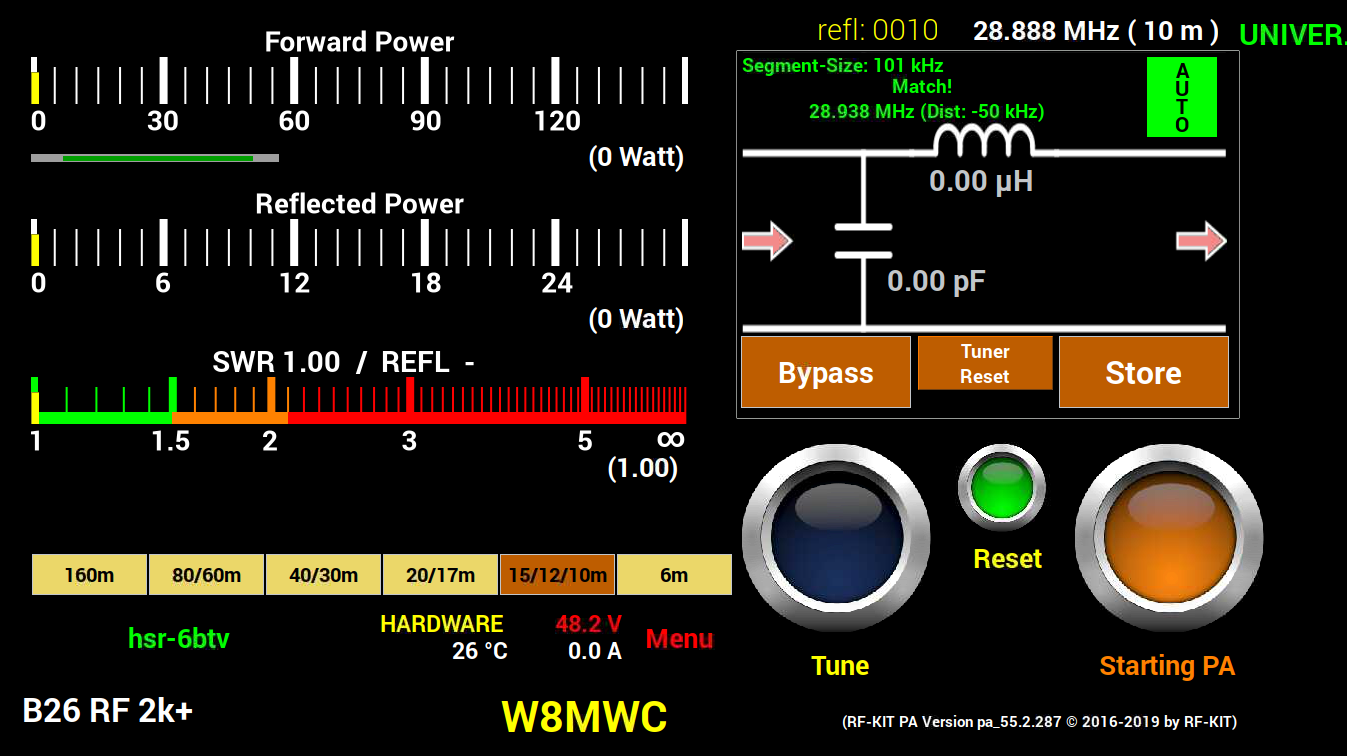 refl: 0010 28.888 MHz ( 10 m ) UNIVER.
Forward Power
0 30 60 90 120
(0 Watt)
Reflected Power
0 6 12 18 24
(0 Watt)
SWR 1.00 / REFL -
1 1.5 2 3 5 ∞
(1.00)
Segment-Size: 101 kHz
Match!
28.938 MHz (Dist: -50 kHz)
AUTO
0.00 µH
0.00 pF
Bypass
Tuner
Reset
Store
Reset
Tune
Starting PA
160m 80/60m 40/30m 20/17m 15/12/10m 6m
hsr-6btv
HARDWARE 48.2 V
26 °C 0.0 A
Menu
B26 RF 2k+
W8MWC
(RF-KIT PA Version pa_55.2.287 © 2016-2019 by RF-KIT)